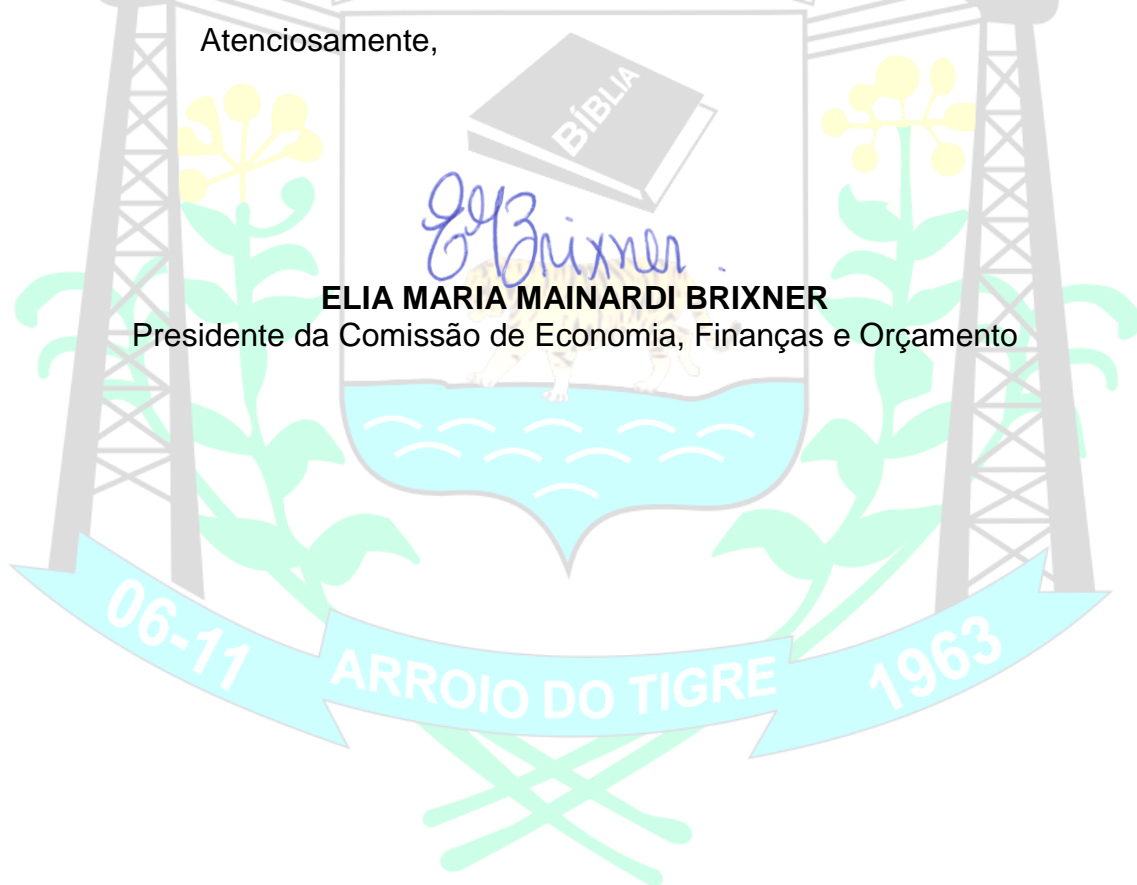 Atenciosamente,
BÍBLIA
EMBrixner.
ELIA MARIA MAINARDI BRIXNER
Presidente da Comissão de Economia, Finanças e Orçamento
06-11
ARROIO DO TIGRE
1963